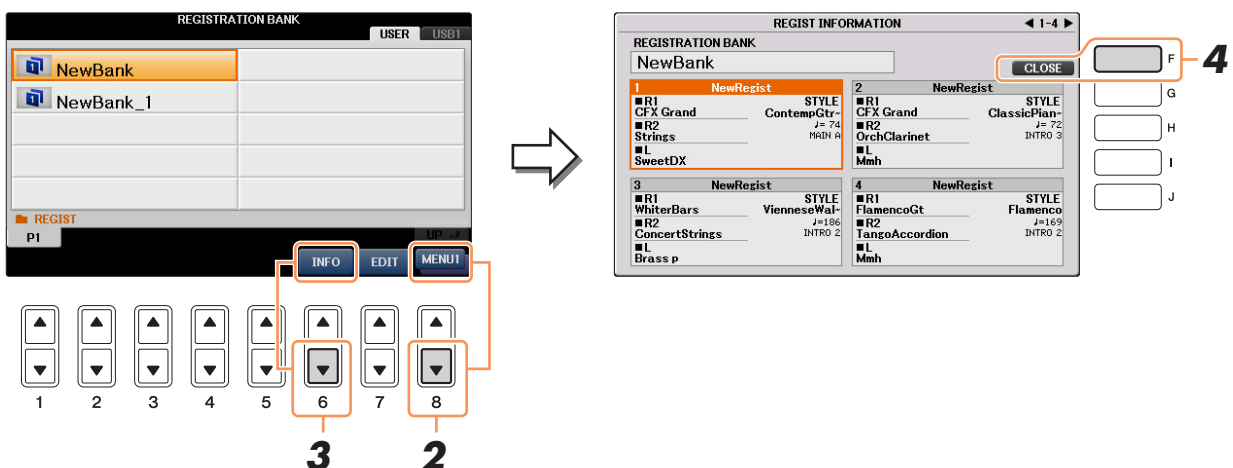 REGISTRATION BANK
USER USB1
NewBank
NewBank_1
REGIST
P1
UP
INFO EDIT MENU1
1 2 3 4 5 6 7 8
3 2
REGIST INFORMATION ◀ 1-4 ▶
REGISTRATION BANK
NewBank
CLOSE
F
4
G
H
I
J
1 NewRegist
■R1 STYLE
CFX Grand ContempGtr~
■R2 ♩= 74
Strings MAIN A
■L
SweetDX
2 NewRegist
■R1 STYLE
CFX Grand ClassicPian~
■R2 ♩= 72
OrchClarinet INTRO 3
■L
Mmh
3 NewRegist
■R1 STYLE
WhiterBars VienneseWal~
■R2 ♩=186
ConcertStrings INTRO 2
■L
Brass p
4 NewRegist
■R1 STYLE
FlamencoGt Flamenco
■R2 ♩=169
TangoAccordion INTRO 2
■L
Mmh